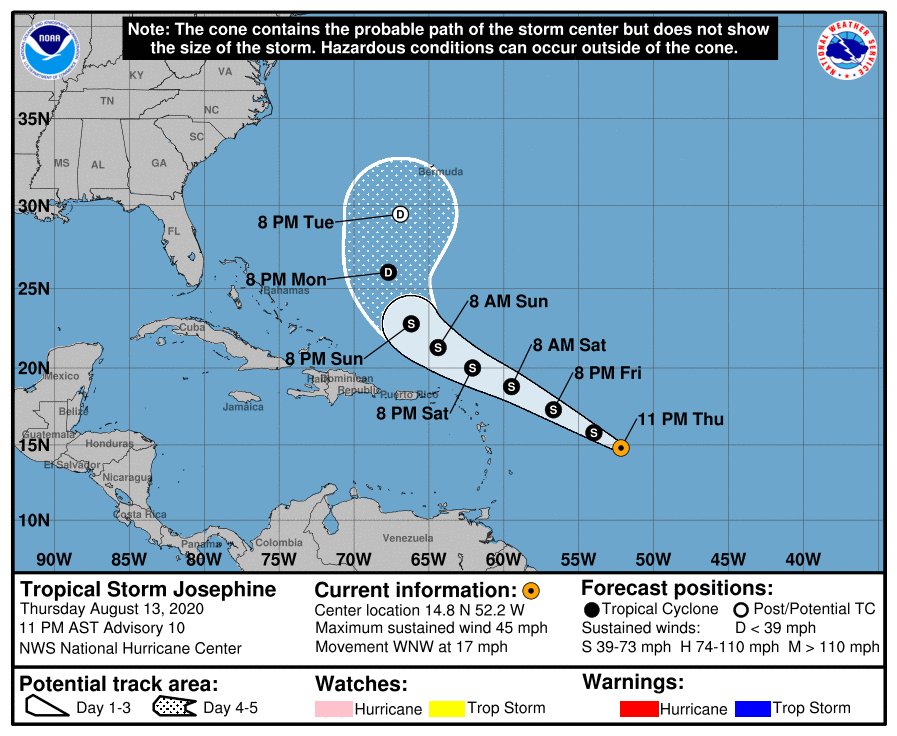 Note: The cone contains the probable path of the storm center but does not show
the size of the storm. Hazardous conditions can occur outside of the cone.
NOAA
NATIONAL WEATHER SERVICE
KY
VA
TN
NC
35N
SC
MS
AL
GA
Bermuda
30N
8 PM Tue
FL
8 PM Mon
25N
Bahamas
8 AM Sun
Cuba
8 PM Sun
8 AM Sat
20N
Mexico
Haiti
Dominican
Republic
Puerto Rico
8 PM Fri
Jamaica
Belize
8 PM Sat
11 PM Thu
Guatemala
15N
Honduras
El Salvador
Nicaragua
Costa Rica
10N
Panama
Colombia
Venezuela
90W 85W 80W 75W 70W 65W 60W 55W 50W 45W 40W
D
D
S
S
S
S
S
S
Tropical Storm Josephine
Thursday August 13, 2020
11 PM AST Advisory 10
NWS National Hurricane Center
Current information:
Center location 14.8 N 52.2 W
Maximum sustained wind 45 mph
Movement WNW at 17 mph
Forecast positions:
Tropical Cyclone Post/Potential TC
Sustained winds: D < 39 mph
S 39-73 mph H 74-110 mph M > 110 mph
Potential track area:
Day 1-3 Day 4-5
Watches:
Hurricane Trop Storm
Warnings:
Hurricane Trop Storm